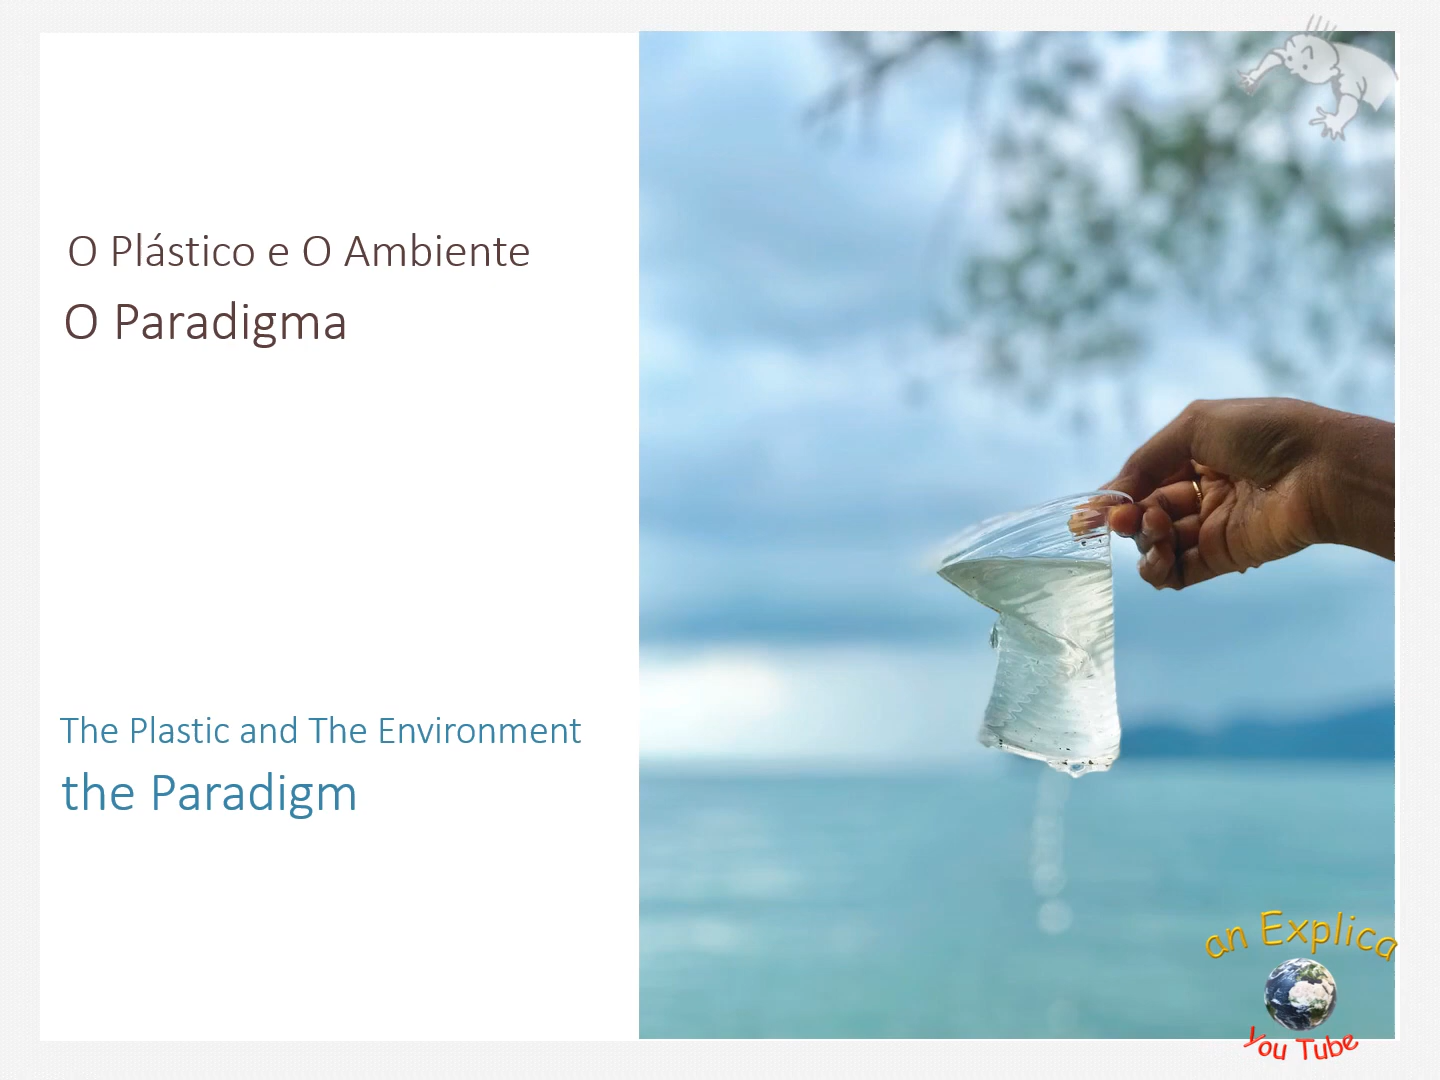 O Plástico e O Ambiente
O Paradigma
The Plastic and The Environment
the Paradigm
an Explica
You Tube